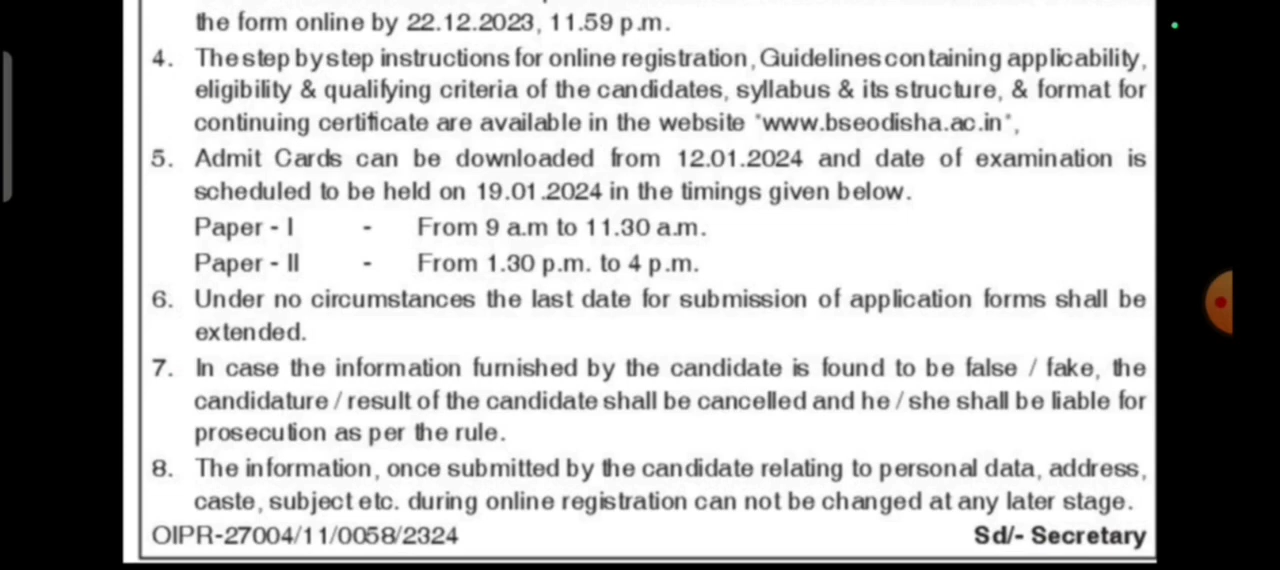 the form online by 22.12.2023, 11.59 p.m.
4. The step by step instructions for online registration, Guidelines containing applicability,
eligibility & qualifying criteria of the candidates, syllabus & its structure, & format for
continuing certificate are available in the website "www.bseodisha.ac.in",
5. Admit Cards can be downloaded from 12.01.2024 and date of examination is
scheduled to be held on 19.01.2024 in the timings given below.
Paper - I - From 9 a.m to 11.30 a.m.
Paper - II - From 1.30 p.m. to 4 p.m.
6. Under no circumstances the last date for submission of application forms shall be
extended.
7. In case the information furnished by the candidate is found to be false / fake, the
candidature / result of the candidate shall be cancelled and he / she shall be liable for
prosecution as per the rule.
8. The information, once submitted by the candidate relating to personal data, address,
caste, subject etc. during online registration can not be changed at any later stage.
OIPR-27004/11/0058/2324 Sd/- Secretary